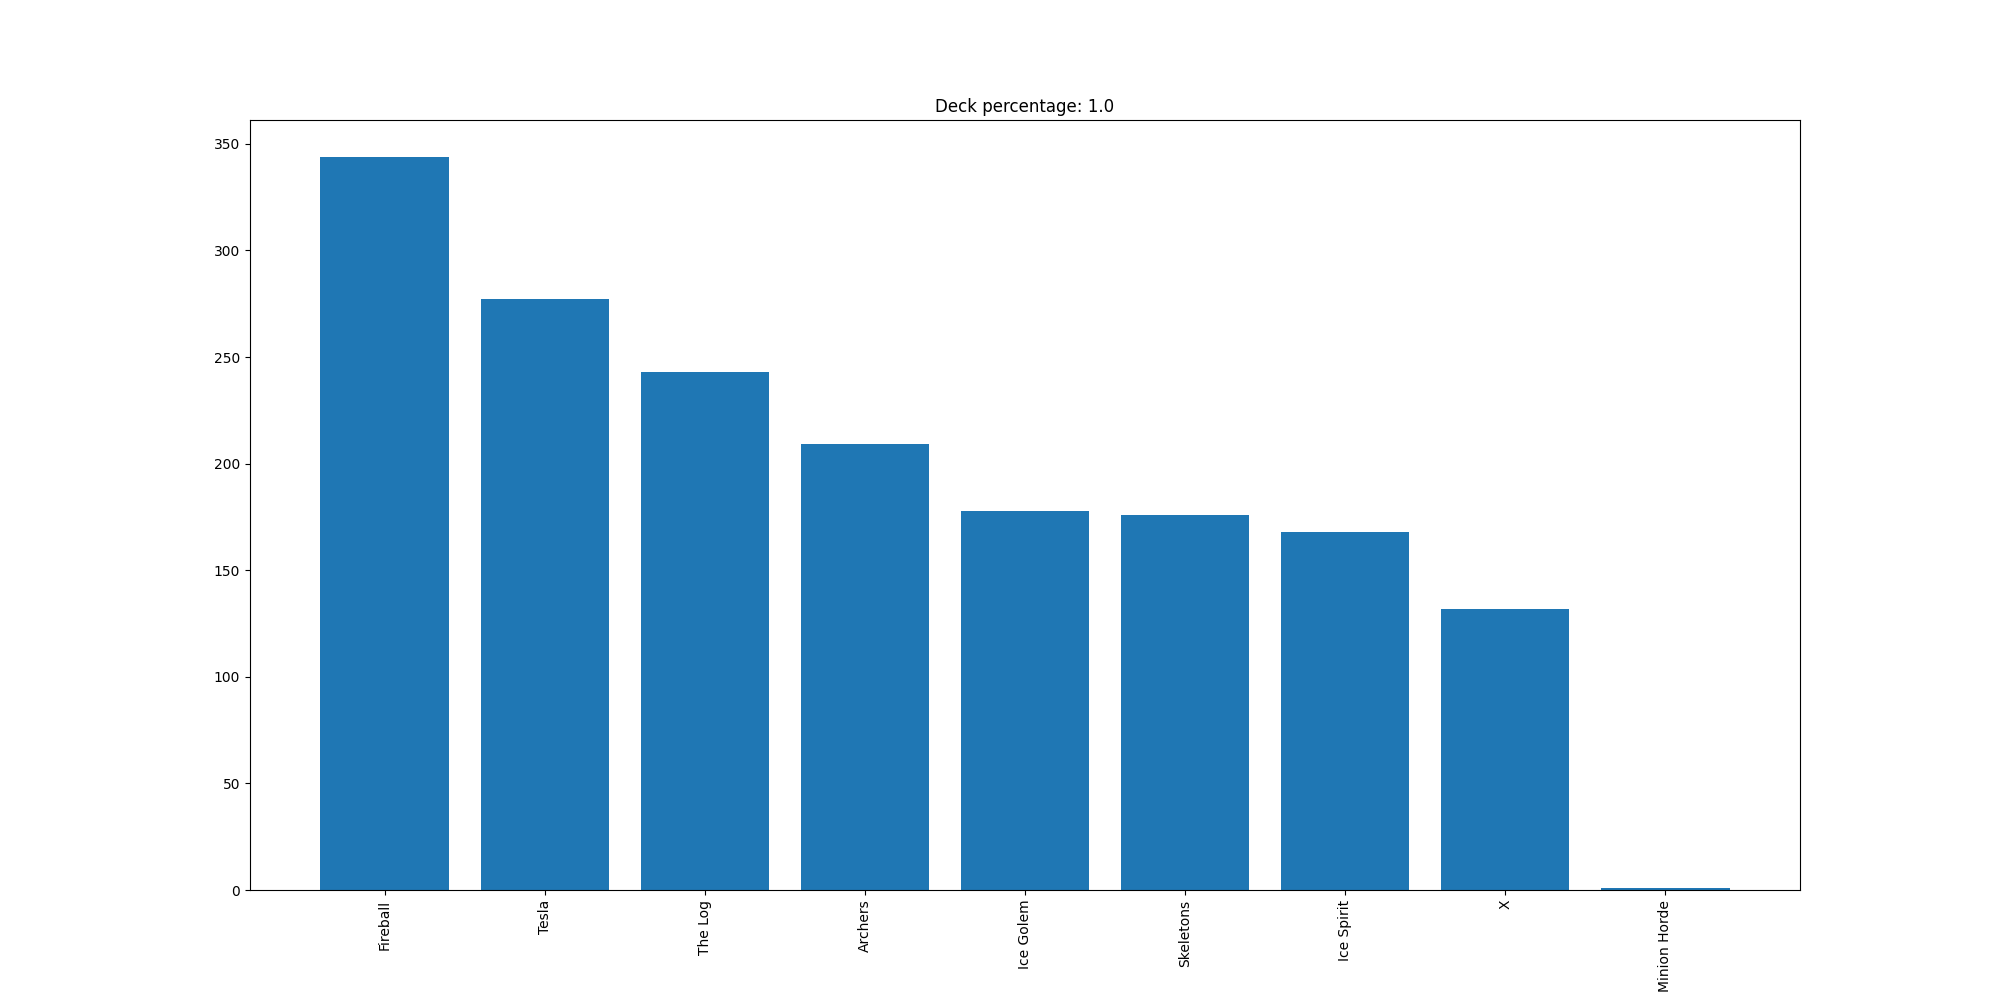 Deck percentage: 1.0
350
300
250
200
150
100
50
0
Fireball
Tesla
The Log
Archers
Ice Golem
Skeletons
Ice Spirit
X
Minion Horde